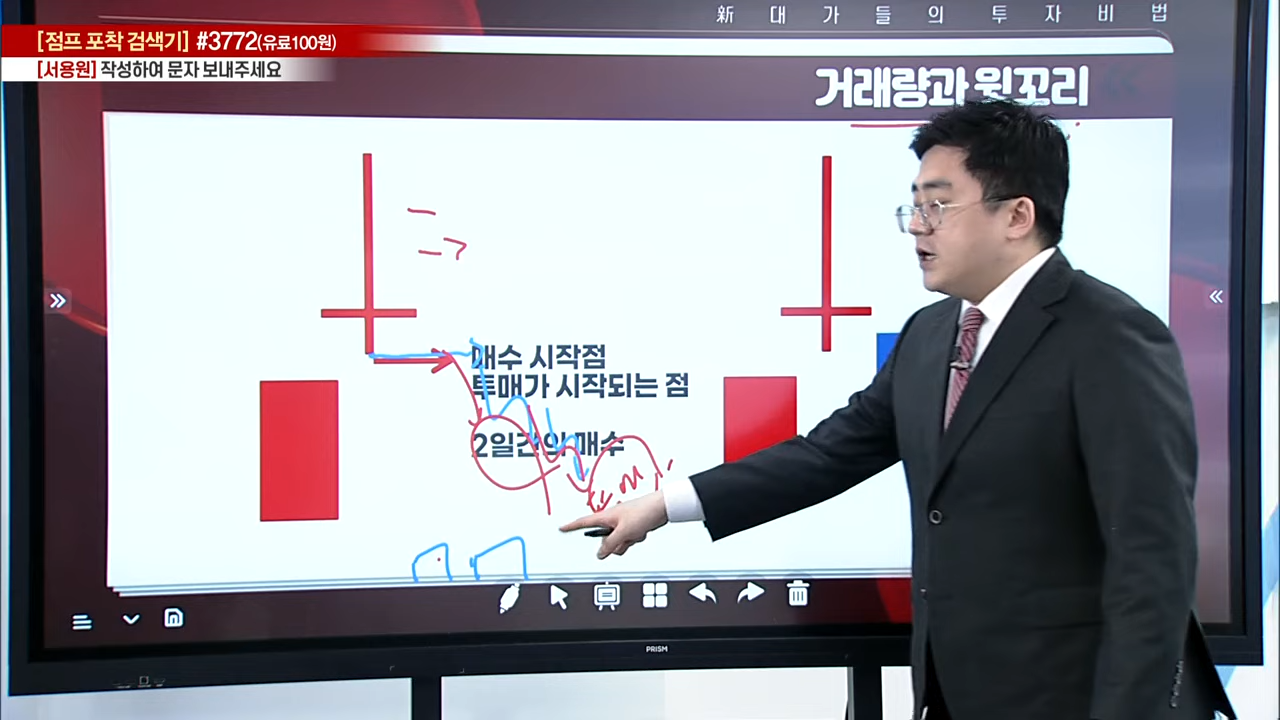 新 대 가 들 의 투 자 비 법
[점프 포착 검색기] #3772(유료100원)
[서용원] 작성하여 문자 보내주세요
거래량과 윗꼬리
매수 시작점
투매가 시작되는 점
2일간의 매수
PRISM